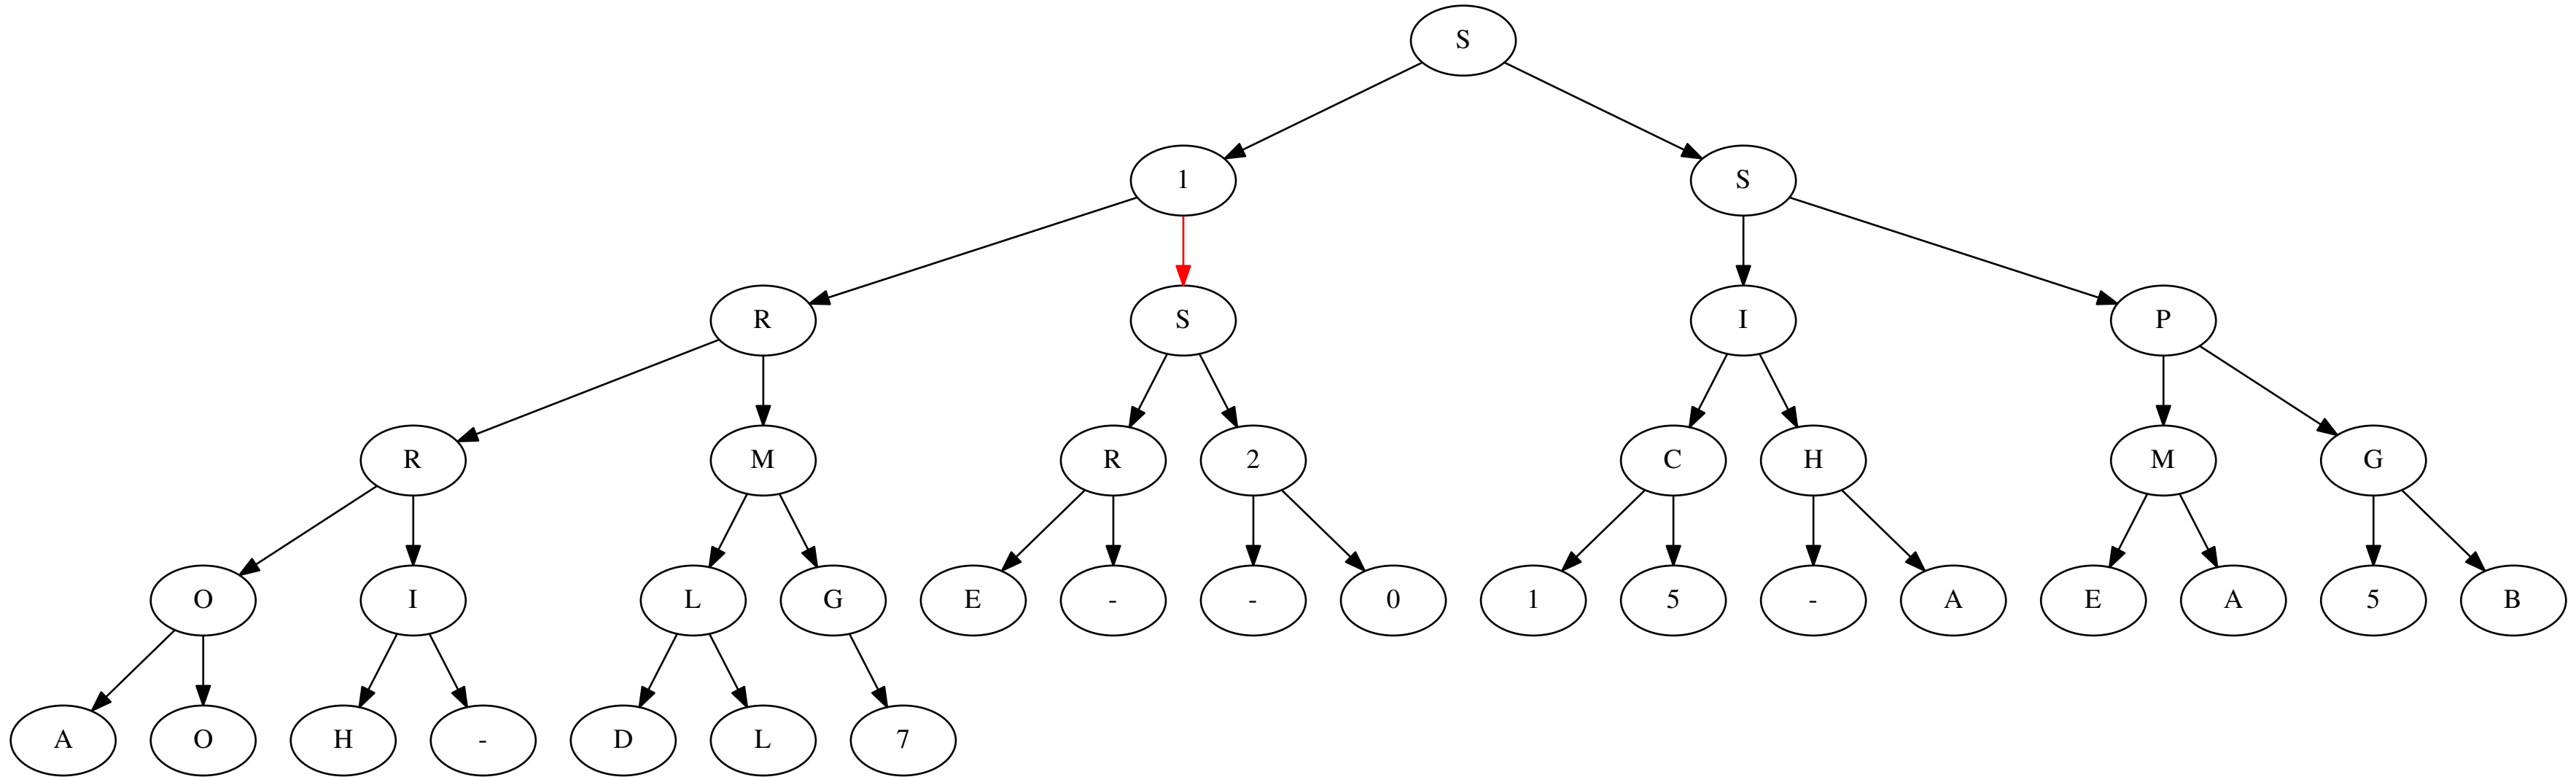 S
1 S
R S I P
R M R 2 C H M G
O I L G E - - 0 1 5 - A E A 5 B
A O H - D L 7